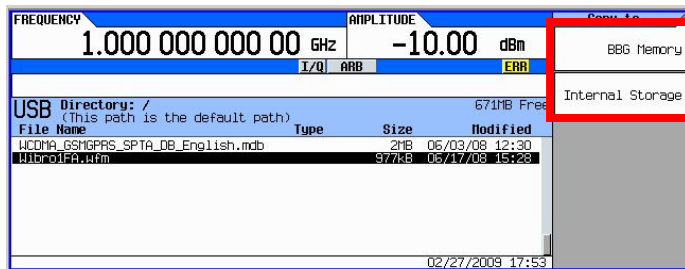 FREQUENCY
AMPLITUDE
Copy to
1.000 000 000 00 GHz
-10.00 dBm
BBG Memory
I/Q ARB
ERR
Internal Storage
USB Directory: /
671MB Free
(This path is the default path)
File Name Type Size Modified
WCDMA_GSMGPRS_SPTA_DB_English.mdb 2MB 06/03/08 12:30
Wibro1FA.wfm 977kB 06/17/08 15:28
02/27/2009 17:53